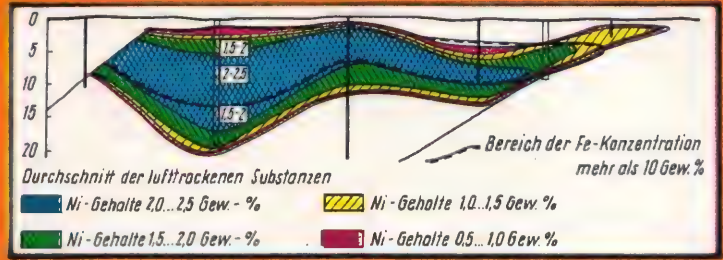 0
5
10
15
20
1,5-2
2-2,5
1,5-2
Bereich der Fe-Konzentration
mehr als 10 Gew. %
Durchschnitt der lufttrockenen Substanzen
Ni-Gehalte 2,0...2,5 Gew.-%
Ni-Gehalte 1,0...1,5 Gew. %
Ni-Gehalte 1,5...2,0 Gew.-%
Ni-Gehalte 0,5...1,0 Gew. %